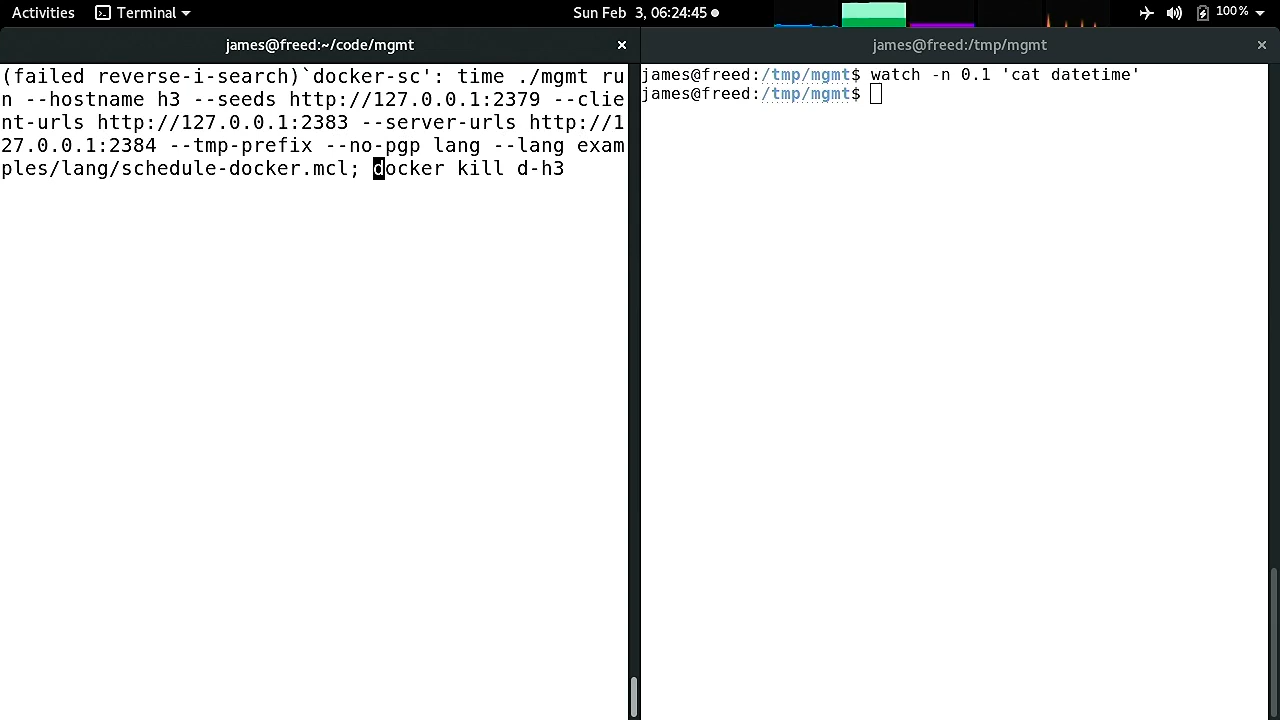 Activities Terminal Sun Feb 3, 06:24:45 100%
james@freed:~/code/mgmt
(failed reverse-i-search)`docker-sc': time ./mgmt ru
n --hostname h3 --seeds http://127.0.0.1:2379 --clie
nt-urls http://127.0.0.1:2383 --server-urls http://1
27.0.0.1:2384 --tmp-prefix --no-pgp lang --lang exam
ples/lang/schedule-docker.mcl; docker kill d-h3
james@freed:/tmp/mgmt
james@freed:/tmp/mgmt$ watch -n 0.1 'cat datetime'
james@freed:/tmp/mgmt$